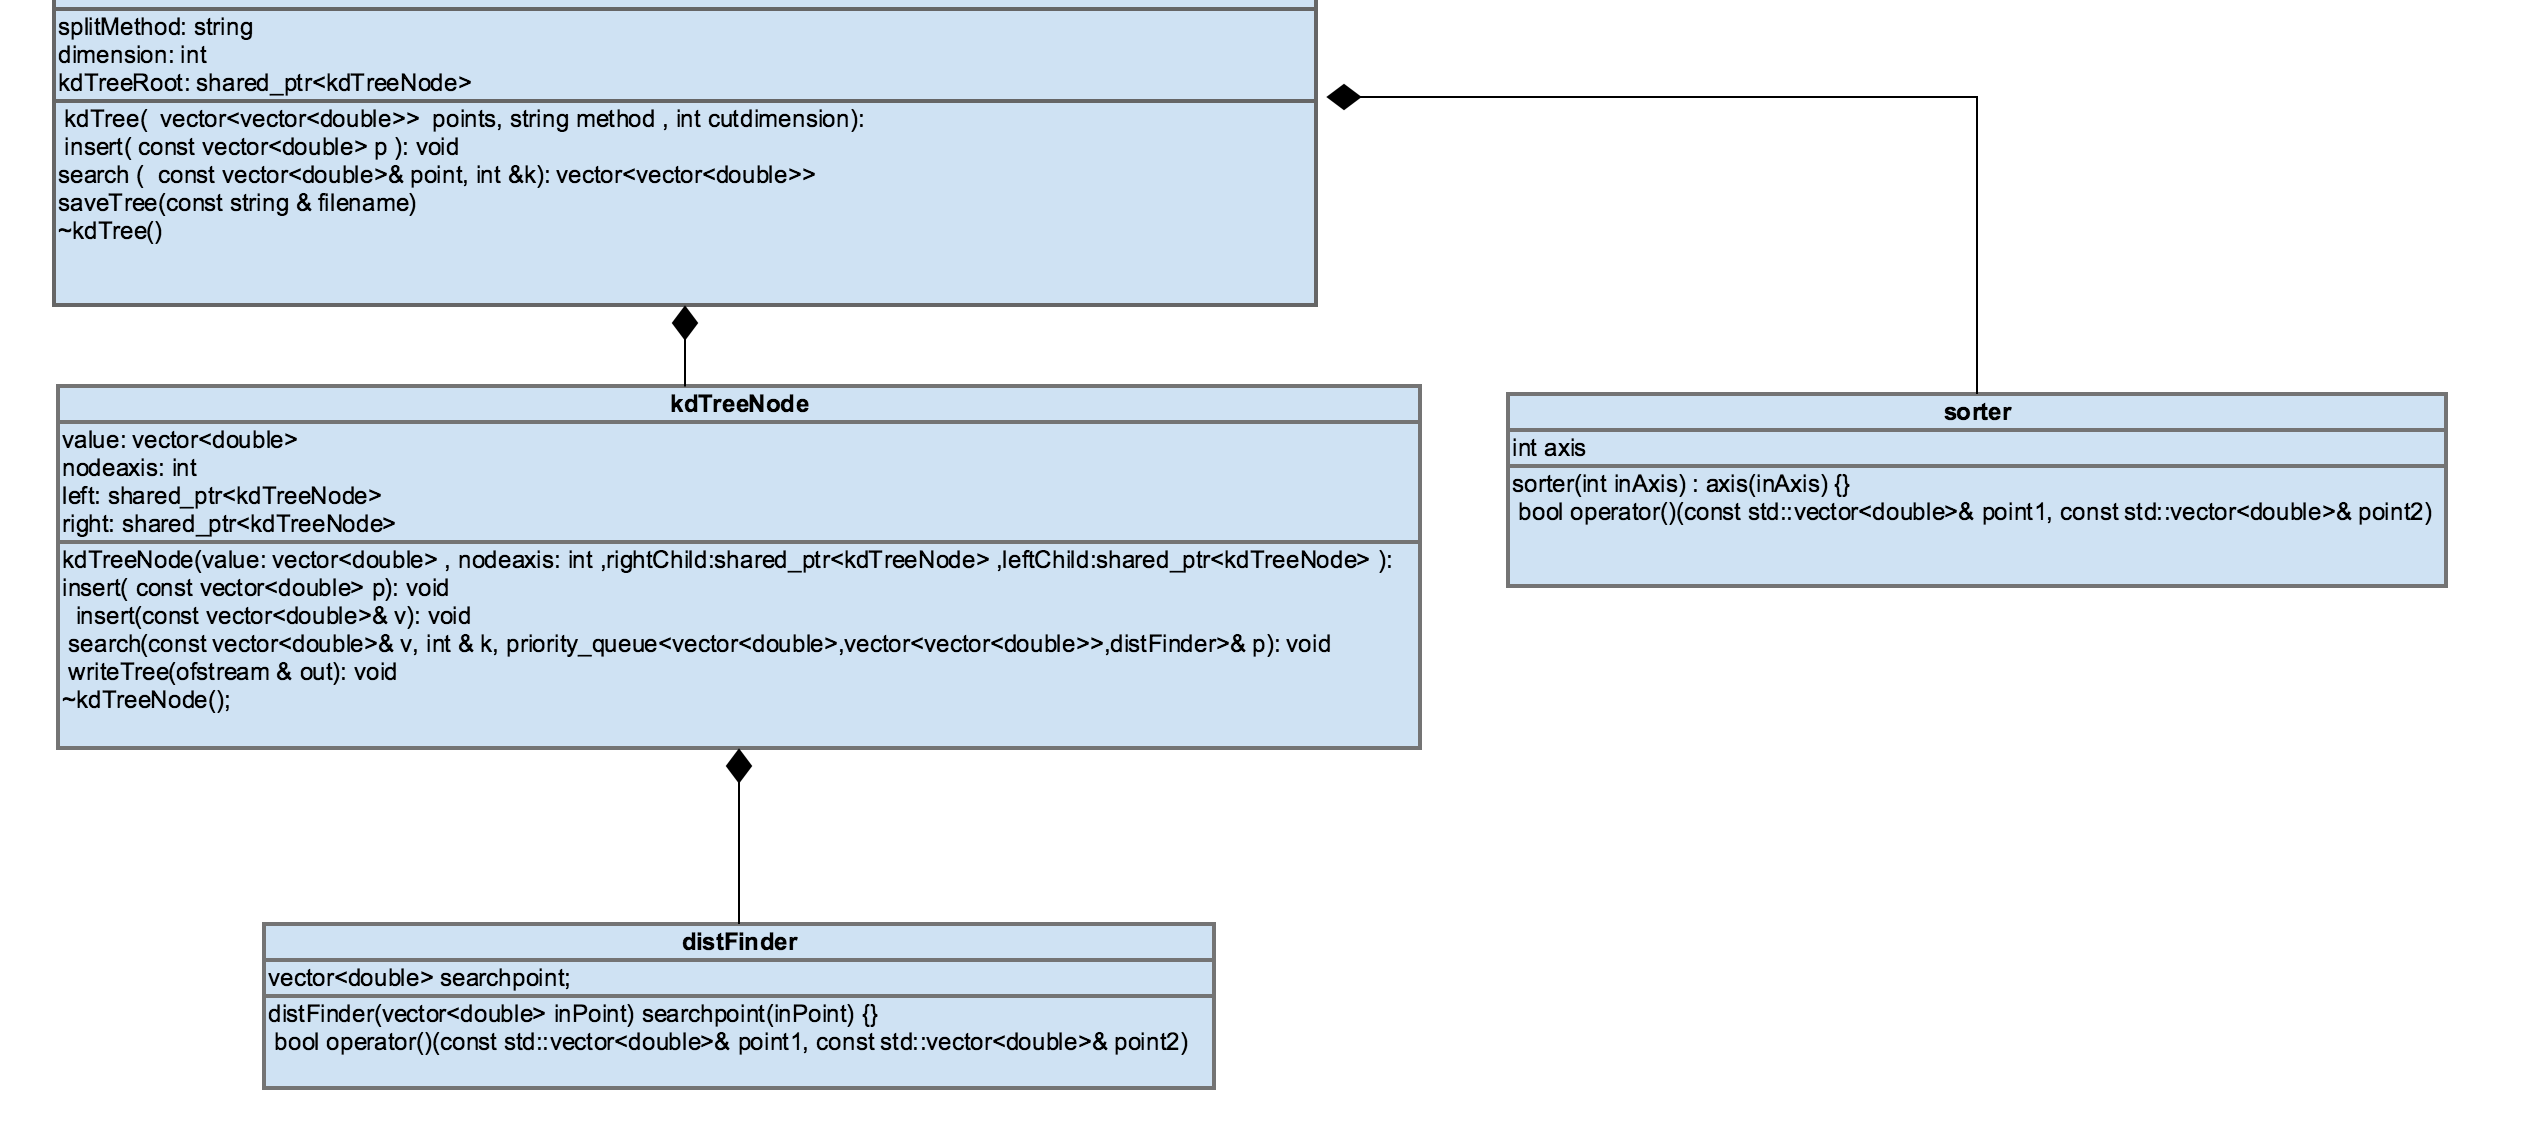 splitMethod: string
dimension: int
kdTreeRoot: shared_ptr<kdTreeNode>
kdTree(  vector<vector<double>>  points, string method , int cutdimension):
insert( const vector<double> p ): void
search (  const vector<double>& point, int &k): vector<vector<double>>
saveTree(const string & filename)
~kdTree()
kdTreeNode
value: vector<double>
nodeaxis: int
left: shared_ptr<kdTreeNode>
right: shared_ptr<kdTreeNode>
kdTreeNode(value: vector<double> , nodeaxis: int ,rightChild:shared_ptr<kdTreeNode> ,leftChild:shared_ptr<kdTreeNode> ):
insert( const vector<double> p): void
insert(const vector<double>& v): void
search(const vector<double>& v, int & k, priority_queue<vector<double>,vector<vector<double>>,distFinder>& p): void
writeTree(ofstream & out): void
~kdTreeNode();
sorter
int axis
sorter(int inAxis) : axis(inAxis) {}
bool operator()(const std::vector<double>& point1, const std::vector<double>& point2)
distFinder
vector<double> searchpoint;
distFinder(vector<double> inPoint) searchpoint(inPoint) {}
bool operator()(const std::vector<double>& point1, const std::vector<double>& point2)